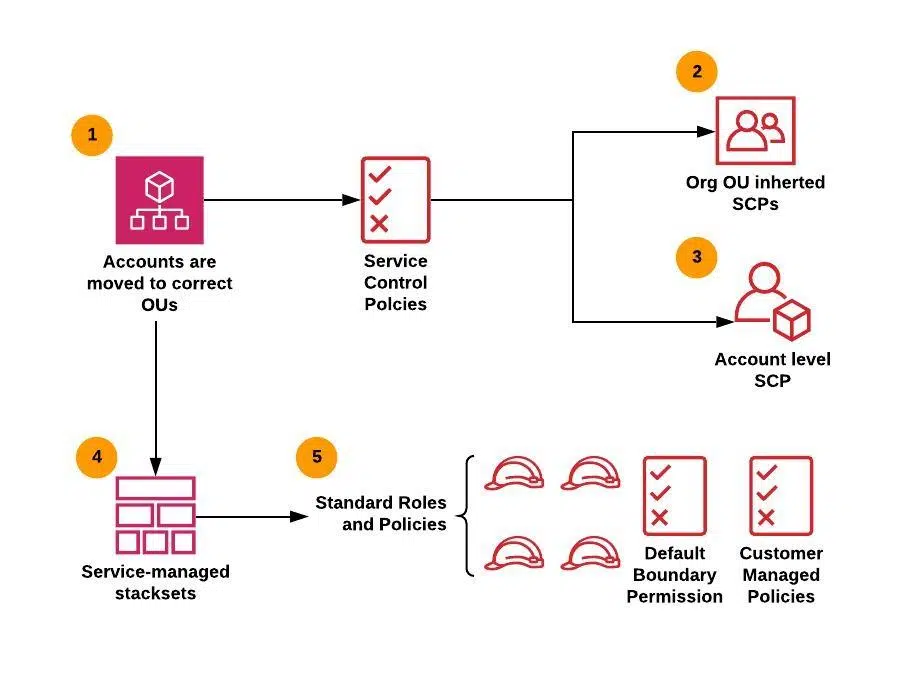 1
Accounts are
moved to correct
OUs
Service
Control
Polcies
2
Org OU inherted
SCPs
3
Account level
SCP
4
Service-managed
stacksets
5
Standard Roles
and Policies
Default
Boundary
Permission
Customer
Managed
Policies